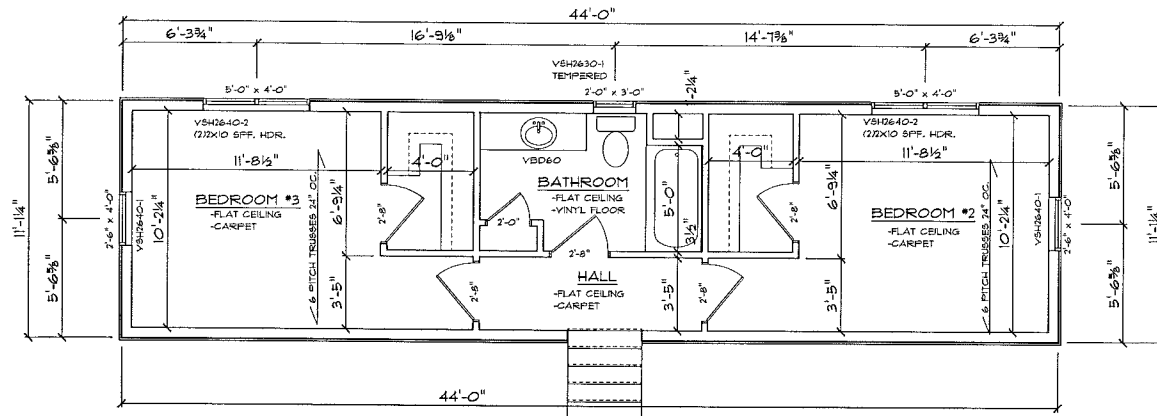 44'-0"
6'-3¾" 16'-9⅛" 14'-7⅜" 6'-3¾"
VSH2630-1
TEMPERED
5'-0" x 4'-0" 2'-0" x 3'-0" 5'-0" x 4'-0"
VSH2640-2
(2)2X10 SPF. HDR.
VSH2640-2
(2)2X10 SPF. HDR.
11'-8½" 4'-0" VBD60 4'-0" 11'-8½"
BEDROOM #3
-FLAT CEILING
-CARPET
BATHROOM
-FLAT CEILING
-VINYL FLOOR
BEDROOM #2
-FLAT CEILING
-CARPET
HALL
-FLAT CEILING
-CARPET
11'-1¼"
5'-6⅝"
5'-6⅝"
2'-6" x 4'-0"
VSH2640-1
10'-2¼"
6 PITCH TRUSSES 24" OC.
6'-9¼"
3'-5"
2'-8"
2'-0"
2'-8"
2'-8"
5'-0"
3½"
3'-5"
2'-8"
2'-8"
6'-9¼"
3'-5"
6 PITCH TRUSSES 24" OC.
10'-2¼"
VSH2640-1
2'-6" x 4'-0"
5'-6⅝"
5'-6⅝"
11'-1¼"
44'-0"